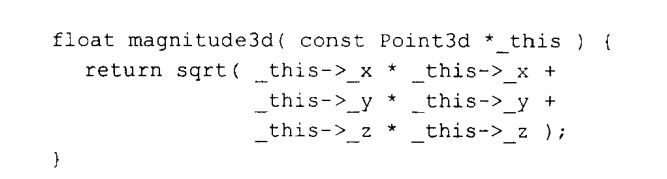 float magnitude3d( const Point3d *_this ) {
return sqrt( _this->_x * _this->_x +
_this->_y * _this->_y +
_this->_z * _this->_z );
}